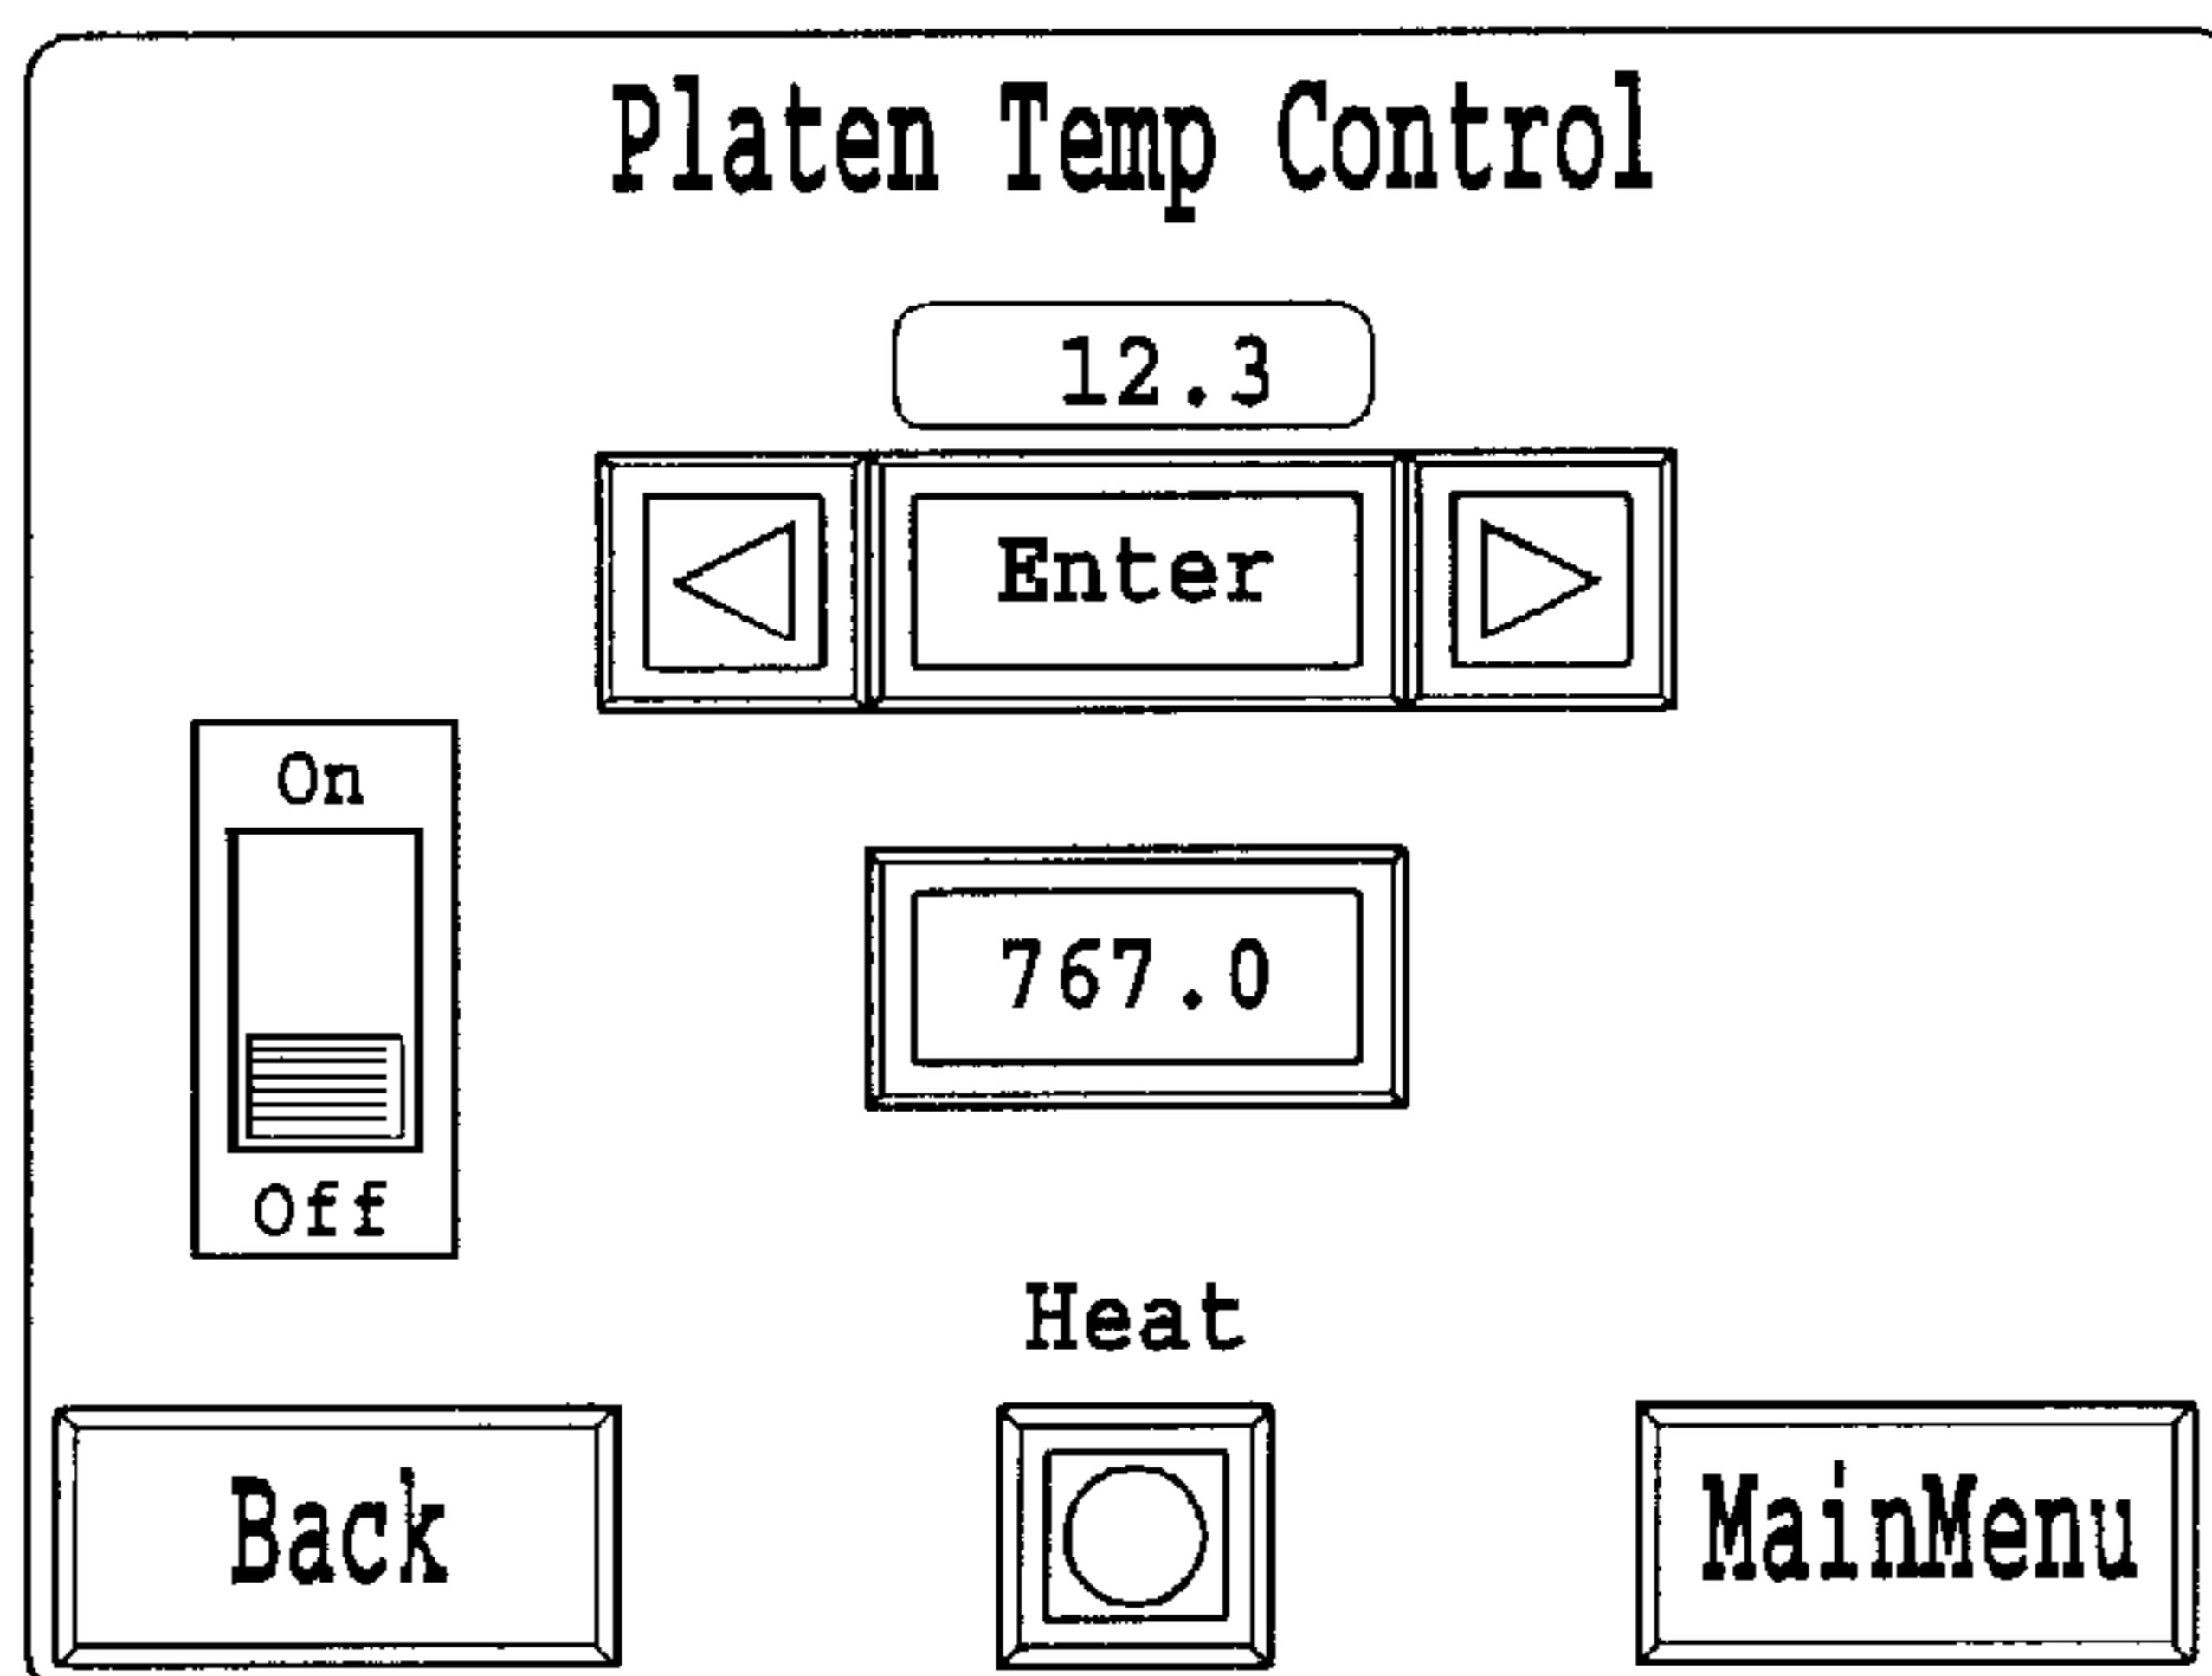 Platen Temp Control
12.3
Enter
On
767.0
Off
Heat
Back
MainMenu